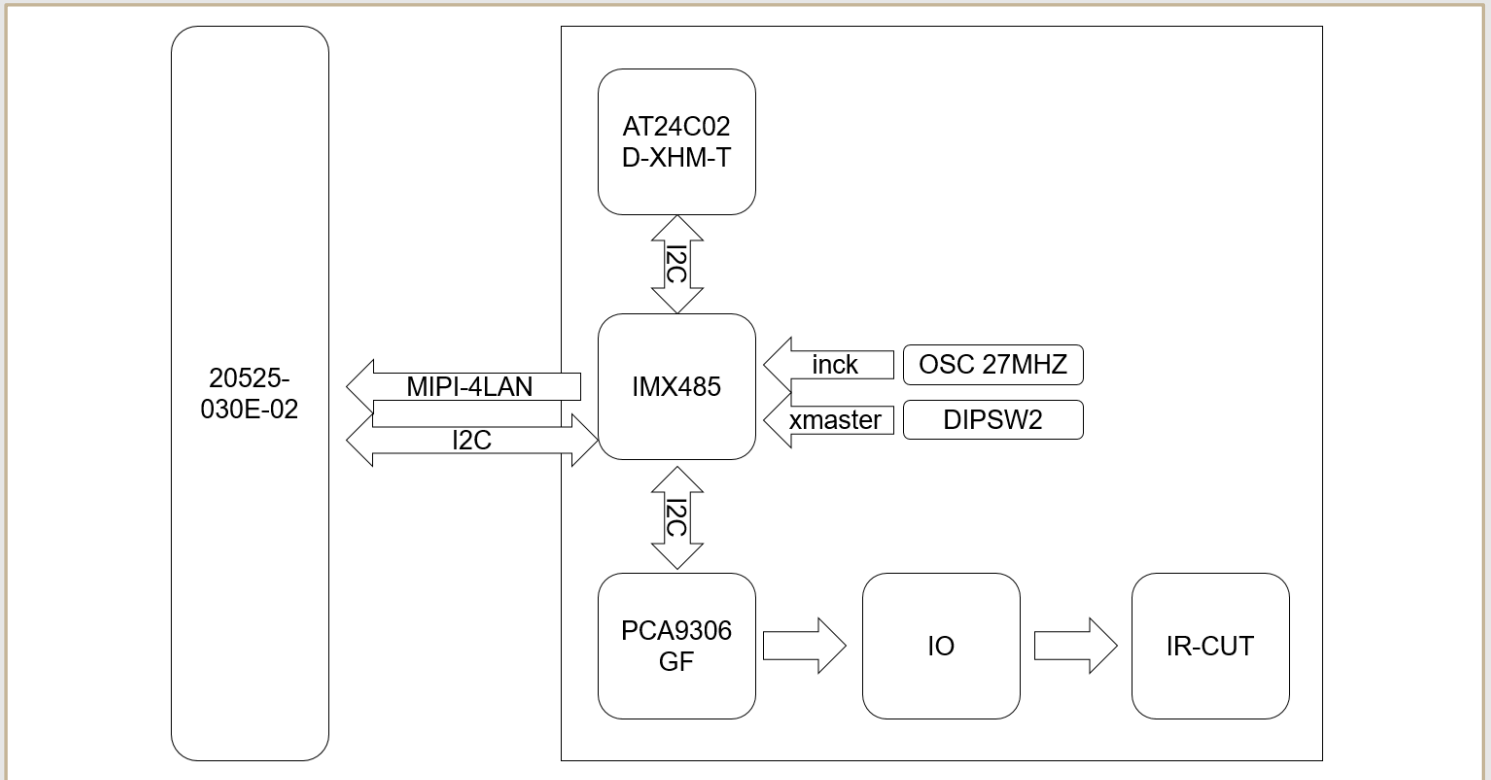 AT24C02
D-XHM-T
I2C
20525-
030E-02
MIPI-4LAN
I2C
IMX485
inck
OSC 27MHZ
xmaster
DIPSW2
I2C
PCA9306
GF
IO
IR-CUT